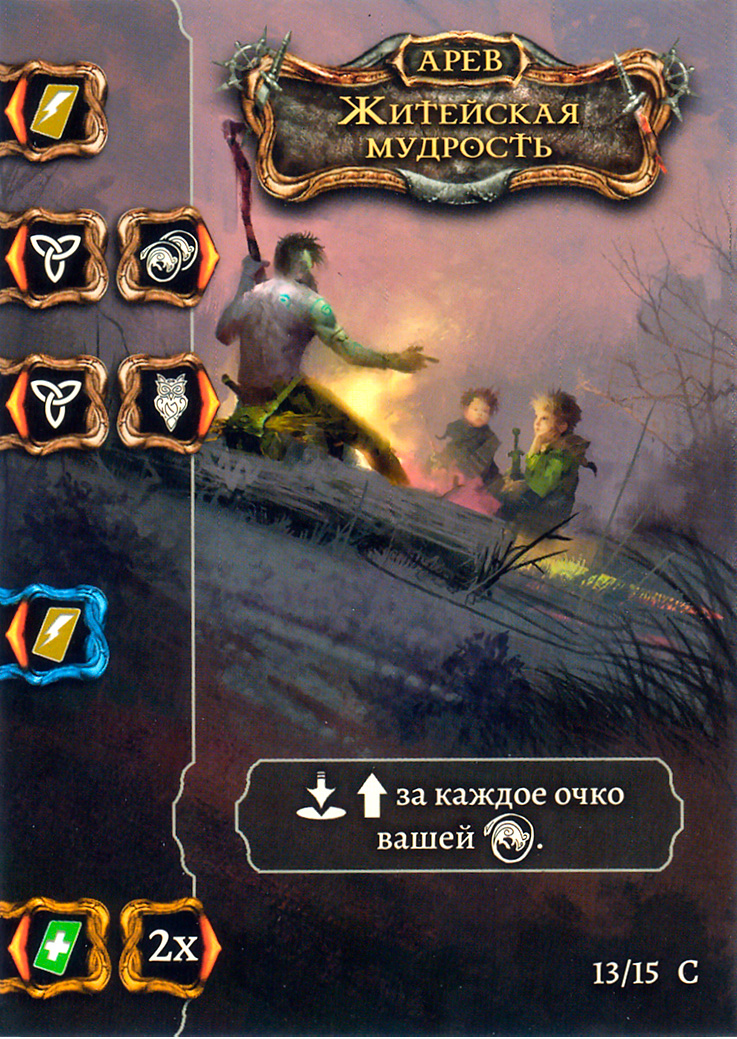 АРЕВ
ЖИТЕЙСКАЯ
МУДРОСТЬ
за каждое очко
вашей .
2x
13/15 C